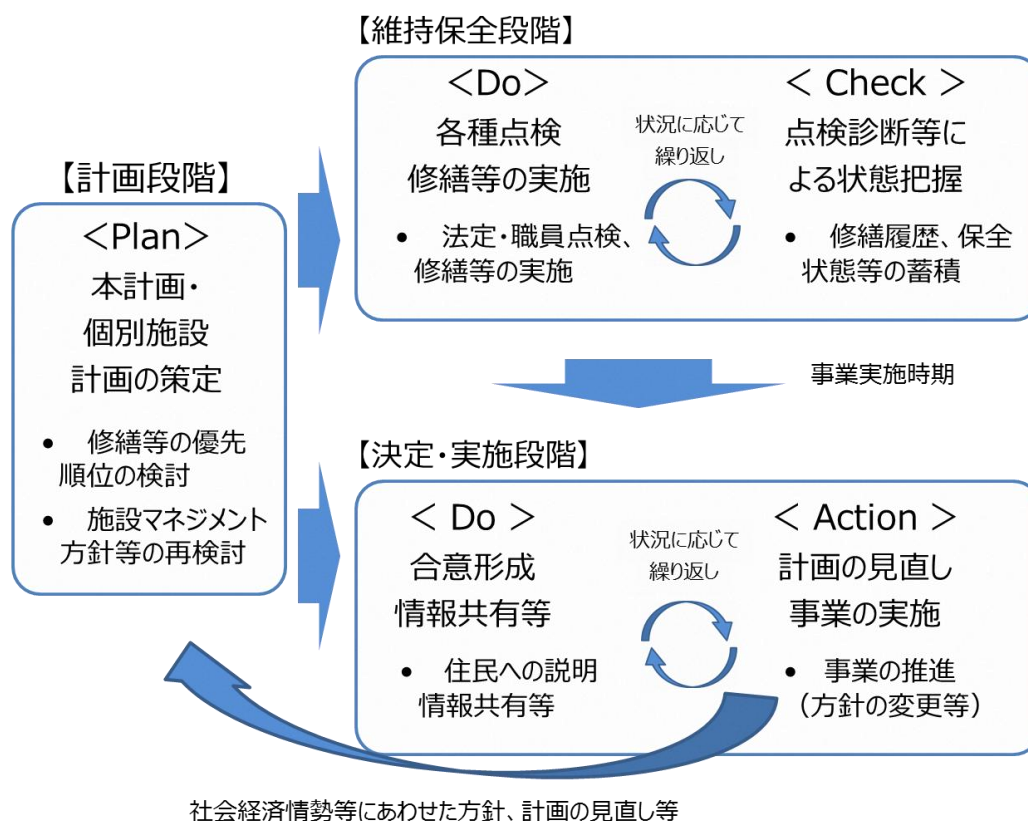 【維持保全段階】
<Do>
各種点検
修繕等の実施
• 法定・職員点検、
修繕等の実施
状況に応じて
繰り返し
< Check >
点検診断等に
よる状態把握
• 修繕履歴、保全
状態等の蓄積
【計画段階】
<Plan>
本計画・
個別施設
計画の策定
• 修繕等の優先
順位の検討
• 施設マネジメント
方針等の再検討
事業実施時期
【決定・実施段階】
< Do >
合意形成
情報共有等
• 住民への説明
情報共有等
状況に応じて
繰り返し
< Action >
計画の見直し
事業の実施
• 事業の推進
（方針の変更等）
社会経済情勢等にあわせた方針、計画の見直し等